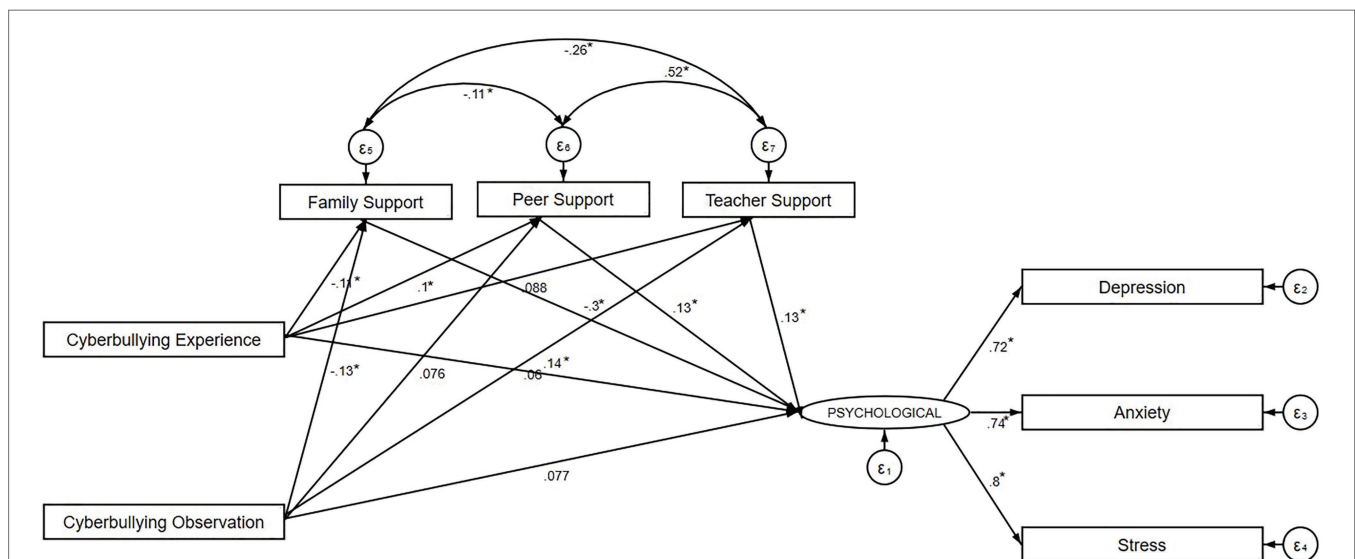 -.26*
.52*
-.11*
ε5
ε6
ε7
Family Support
Peer Support
Teacher Support
Depression
ε2
-.11*
.1*
.088
-.3*
.13*
.13*
Cyberbullying Experience
.72*
-.13*
.076
.06
.14*
PSYCHOLOGICAL
.74*
Anxiety
ε3
ε1
.077
.8*
Cyberbullying Observation
Stress
ε4